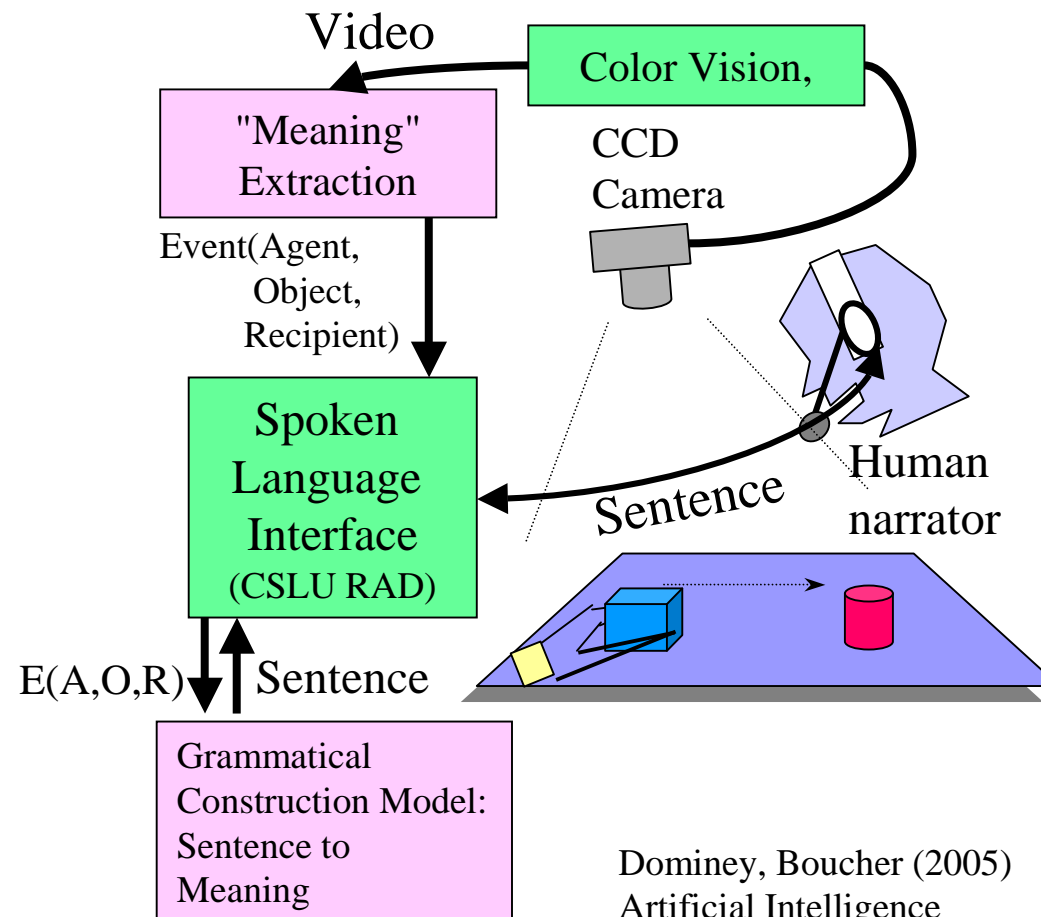 Video
Color Vision,
"Meaning"
Extraction
CCD
Camera
Event(Agent,
Object,
Recipient)
Spoken
Language
Interface
(CSLU RAD)
Sentence
Human
narrator
E(A,O,R)
Sentence
Grammatical
Construction Model:
Sentence to
Meaning
Dominey, Boucher (2005)
Artificial Intelligence